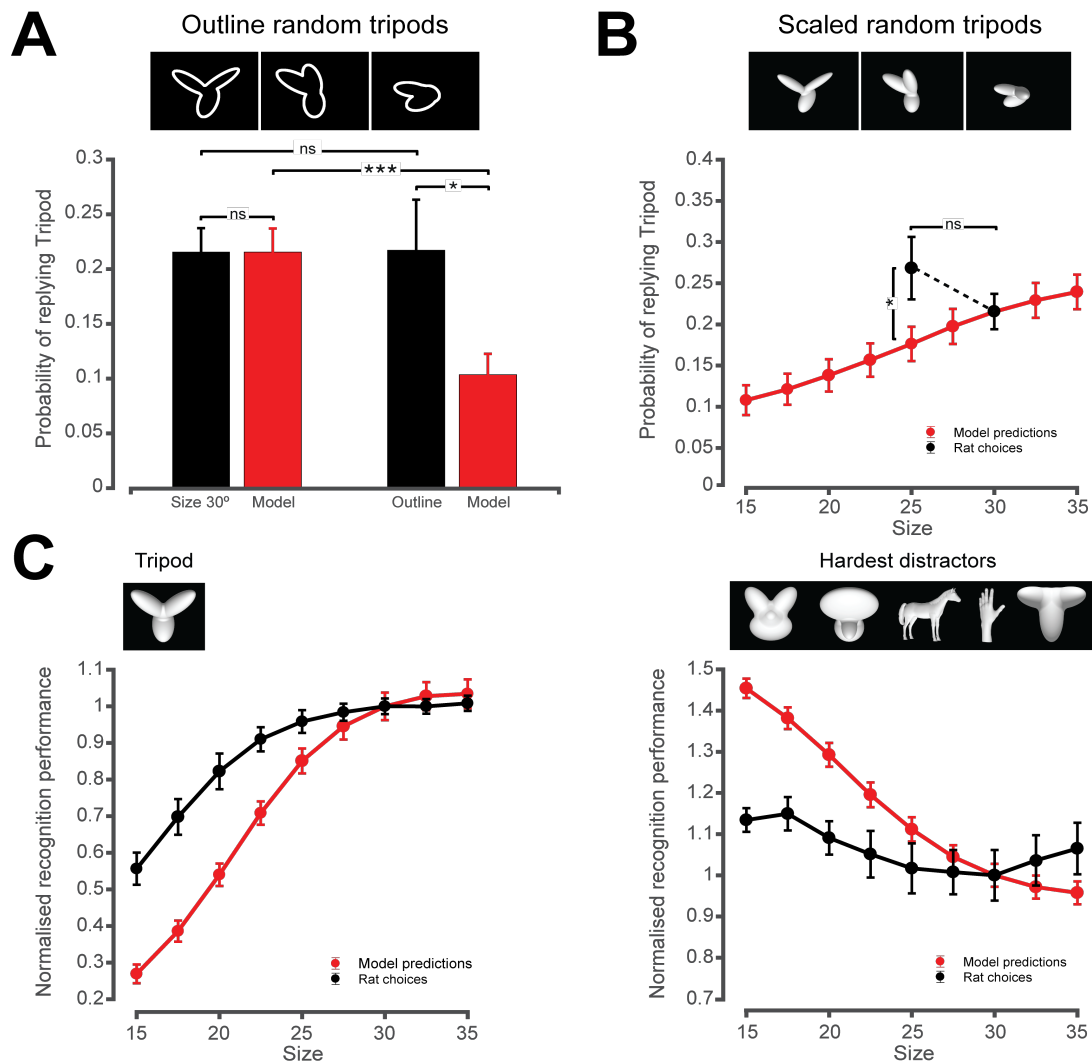 A
Outline random tripods
Probability of replying Tripod
0.3
0.25
0.2
0.15
0.1
0.05
0
ns
***
*
ns
Size 30º
Model
Outline
Model
B
Scaled random tripods
Probability of replying Tripod
0.4
0.35
0.3
0.25
0.2
0.15
0.1
0.05
0
ns
*
Model predictions
Rat choices
15 20 25 30 35
Size
C
Tripod
Normalised recognition performance
1.1
1
0.9
0.8
0.7
0.6
0.5
0.4
0.3
0.2
Model predictions
Rat choices
15 20 25 30 35
Size
Hardest distractors
Normalised recognition performance
1.5
1.4
1.3
1.2
1.1
1
0.9
0.8
0.7
Model predictions
Rat choices
15 20 25 30 35
Size